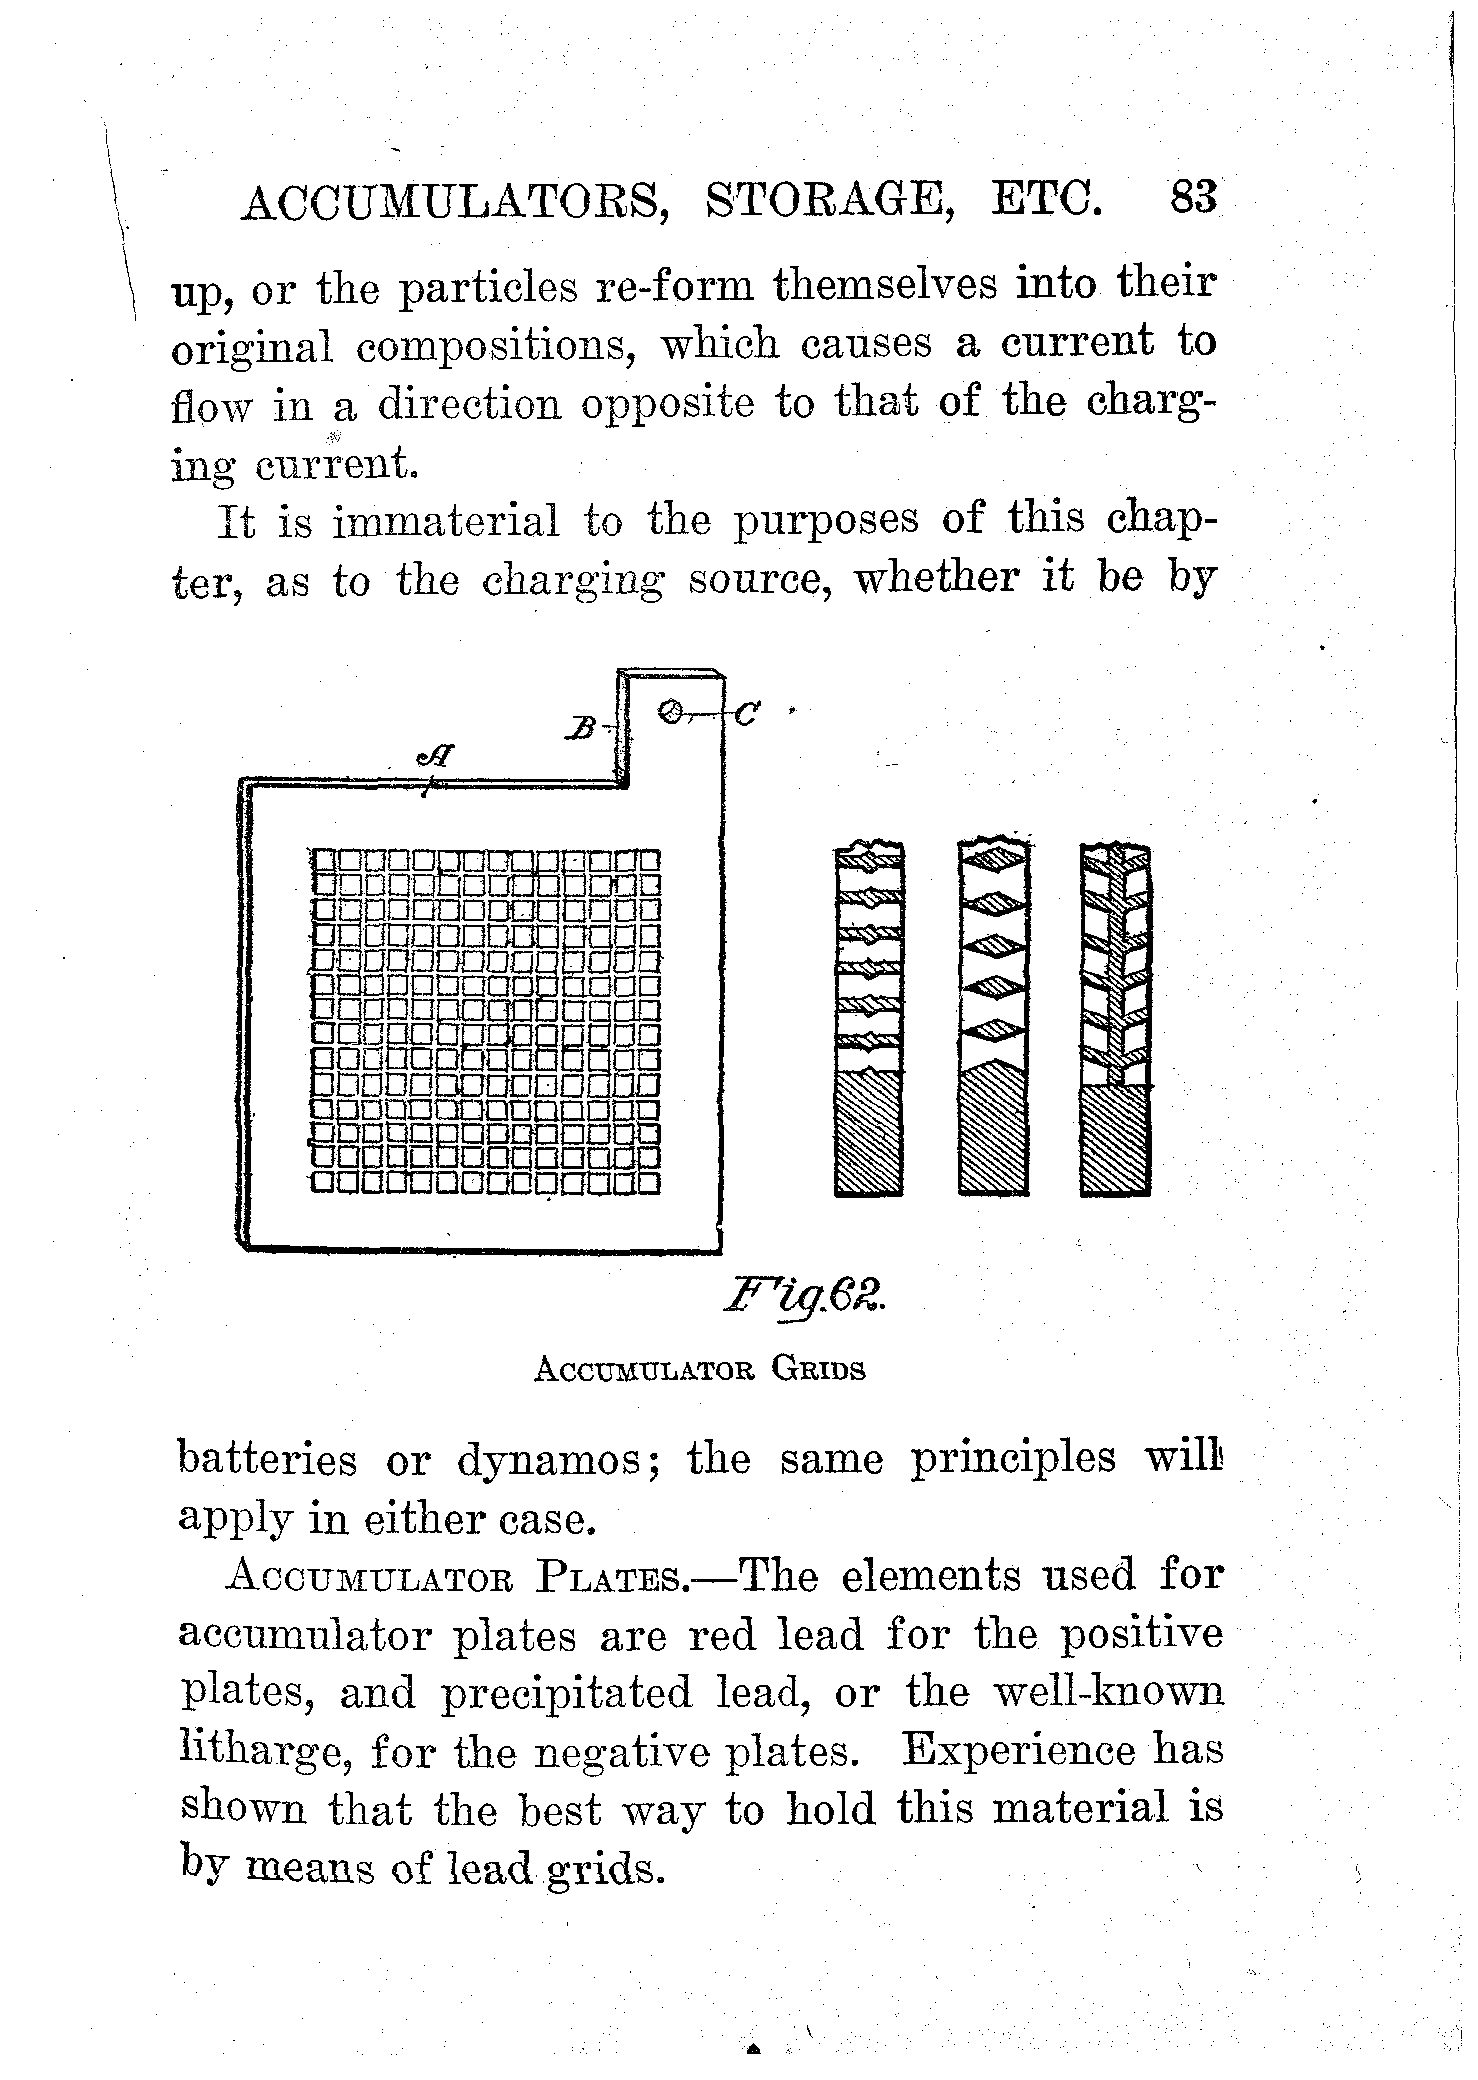 ACCUMULATORS, STORAGE, ETC. 83
up, or the particles re-form themselves into their
original compositions, which causes a current to
flow in a direction opposite to that of the charg-
ing current.
It is immaterial to the purposes of this chap-
ter, as to the charging source, whether it be by
A
B
C
Fig.62.
ACCUMULATOR GRIDS
batteries or dynamos; the same principles will
apply in either case.
ACCUMULATOR PLATES.—The elements used for
accumulator plates are red lead for the positive
plates, and precipitated lead, or the well-known
litharge, for the negative plates. Experience has
shown that the best way to hold this material is
by means of lead grids.